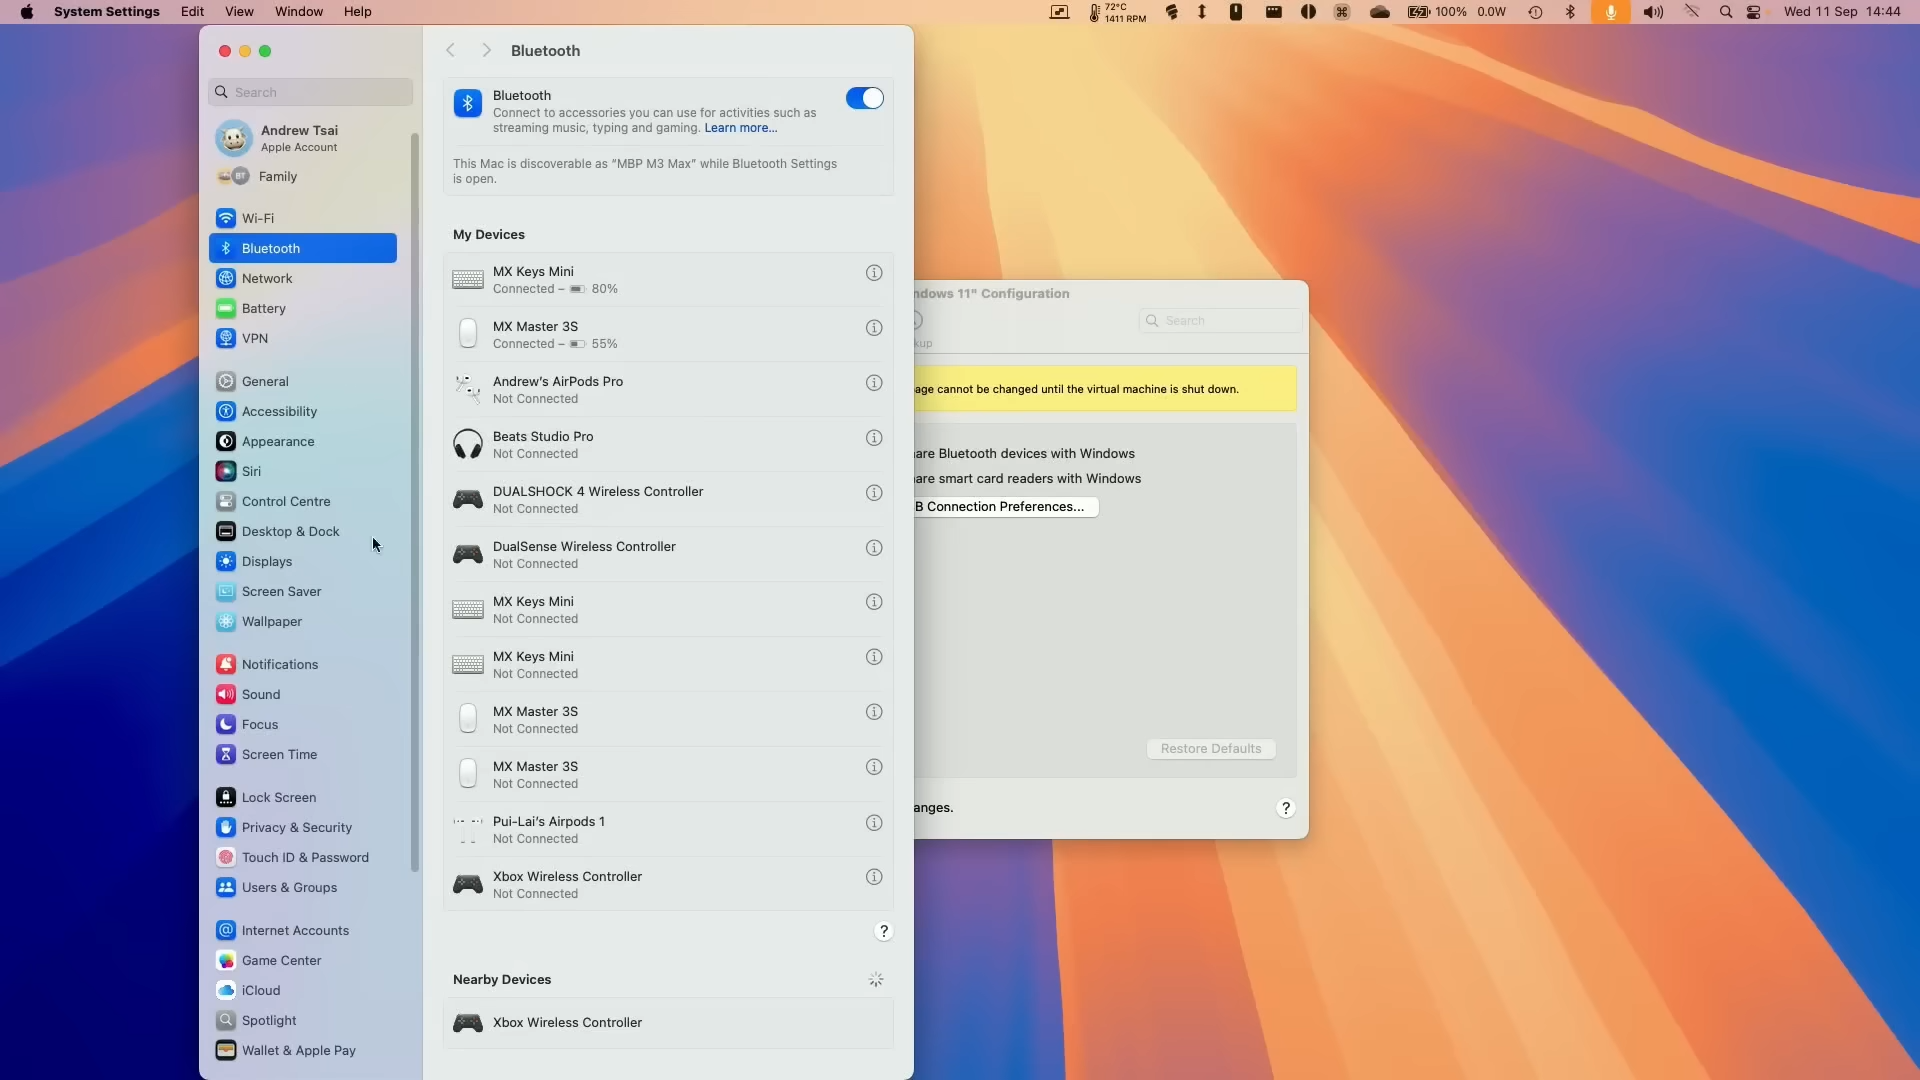 System Settings Edit View Window Help
72°C
1411 RPM
100% 0.0W
Wed 11 Sep 14:44
Bluetooth
Search
Andrew Tsai
Apple Account
BT Family
Wi-Fi
Bluetooth
Network
Battery
VPN
General
Accessibility
Appearance
Siri
Control Centre
Desktop & Dock
Displays
Screen Saver
Wallpaper
Notifications
Sound
Focus
Screen Time
Lock Screen
Privacy & Security
Touch ID & Password
Users & Groups
Internet Accounts
Game Center
iCloud
Spotlight
Wallet & Apple Pay
Bluetooth
Connect to accessories you can use for activities such as
streaming music, typing and gaming. Learn more...
This Mac is discoverable as “MBP M3 Max” while Bluetooth Settings
is open.
My Devices
MX Keys Mini
Connected – 80%
MX Master 3S
Connected – 55%
Andrew's AirPods Pro
Not Connected
Beats Studio Pro
Not Connected
DUALSHOCK 4 Wireless Controller
Not Connected
DualSense Wireless Controller
Not Connected
MX Keys Mini
Not Connected
MX Keys Mini
Not Connected
MX Master 3S
Not Connected
MX Master 3S
Not Connected
Pui-Lai's Airpods 1
Not Connected
Xbox Wireless Controller
Not Connected
?
Nearby Devices
Xbox Wireless Controller
ndows 11" Configuration
Search
kup
age cannot be changed until the virtual machine is shut down.
are Bluetooth devices with Windows
are smart card readers with Windows
B Connection Preferences...
Restore Defaults
anges.
?